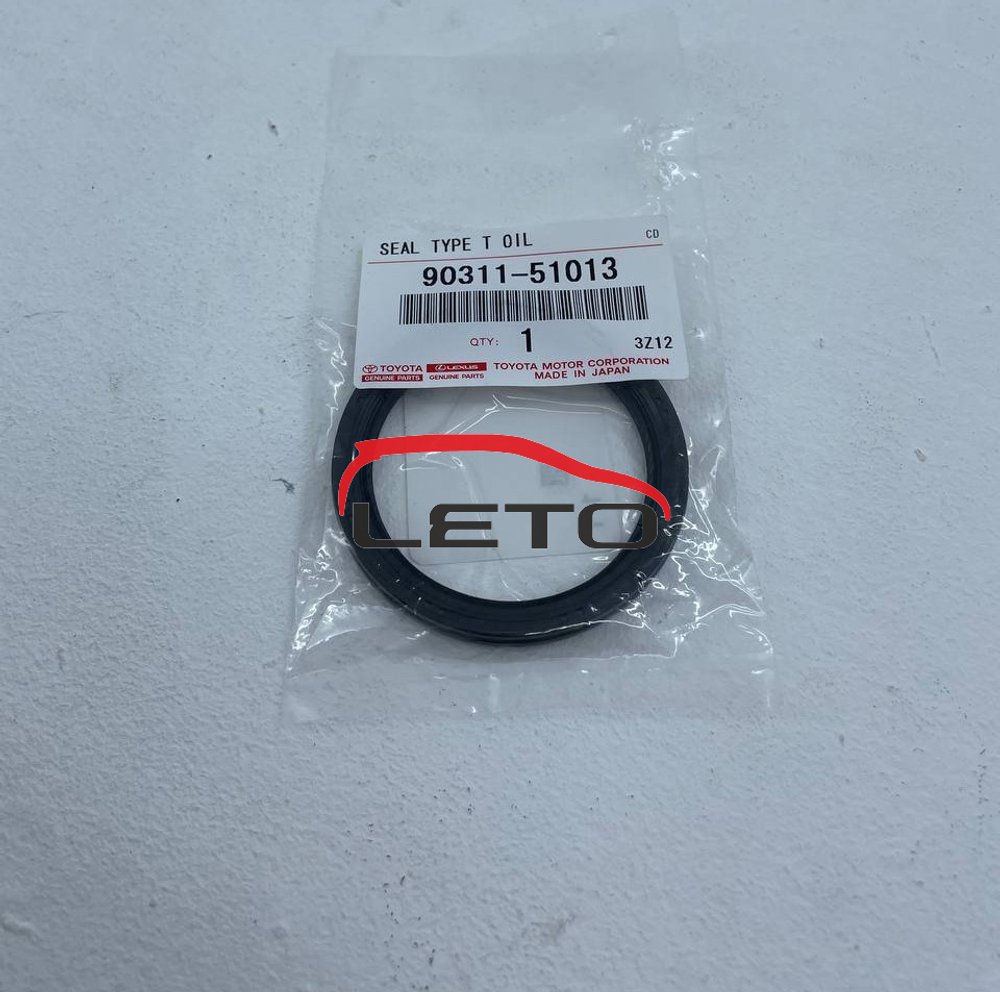 SEAL TYPE T OIL CD
90311-51013
QTY: 1 3Z12
TOYOTA LEXUS TOYOTA MOTOR CORPORATION
GENUINE PARTS GENUINE PARTS MADE IN JAPAN
LETO